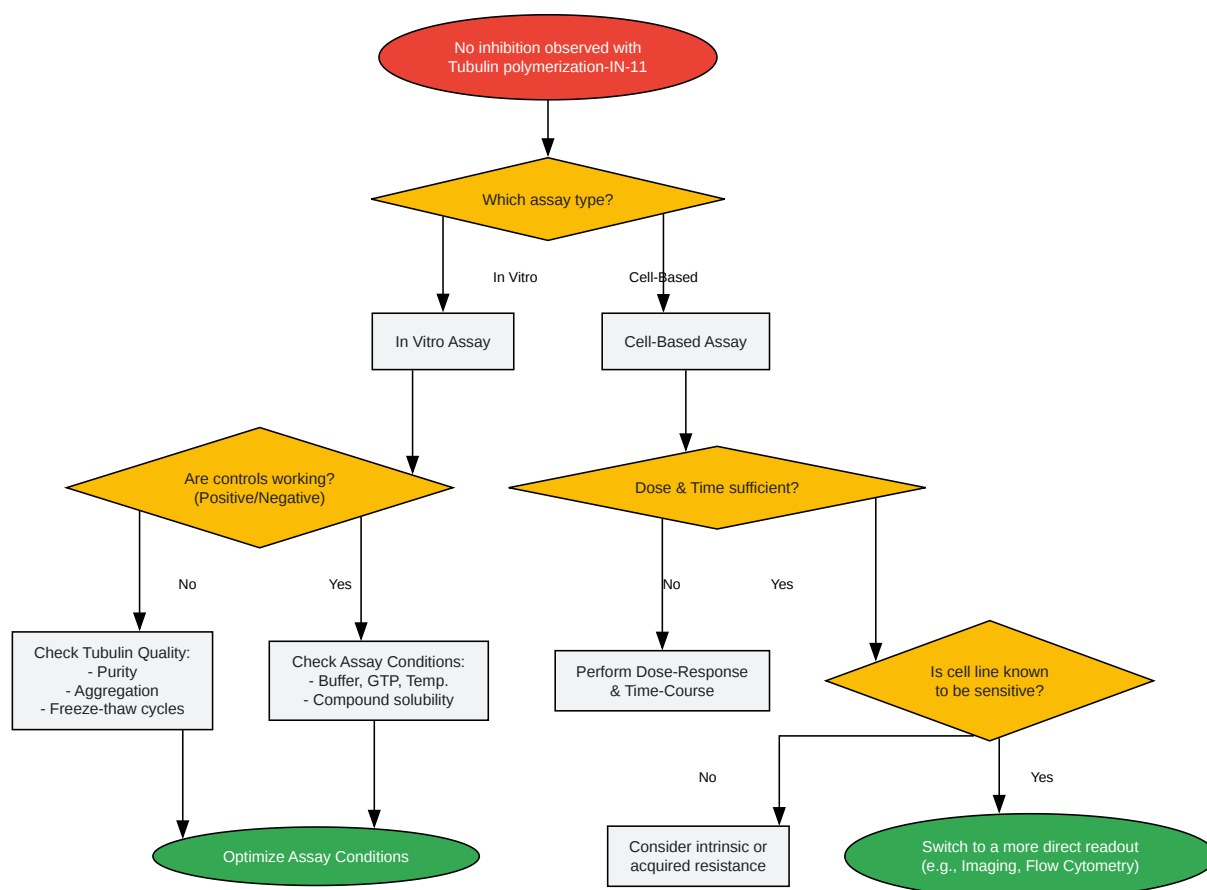 No inhibition observed with
Tubulin polymerization-IN-11
Which assay type?
In Vitro
Cell-Based
In Vitro Assay
Cell-Based Assay
Are controls working?
(Positive/Negative)
Dose & Time sufficient?
No
Yes
No
Yes
Check Tubulin Quality:
- Purity
- Aggregation
- Freeze-thaw cycles
Check Assay Conditions:
- Buffer, GTP, Temp.
- Compound solubility
Perform Dose-Response
& Time-Course
Is cell line known
to be sensitive?
No
Yes
Optimize Assay Conditions
Consider intrinsic or
acquired resistance
Switch to a more direct readout
(e.g., Imaging, Flow Cytometry)